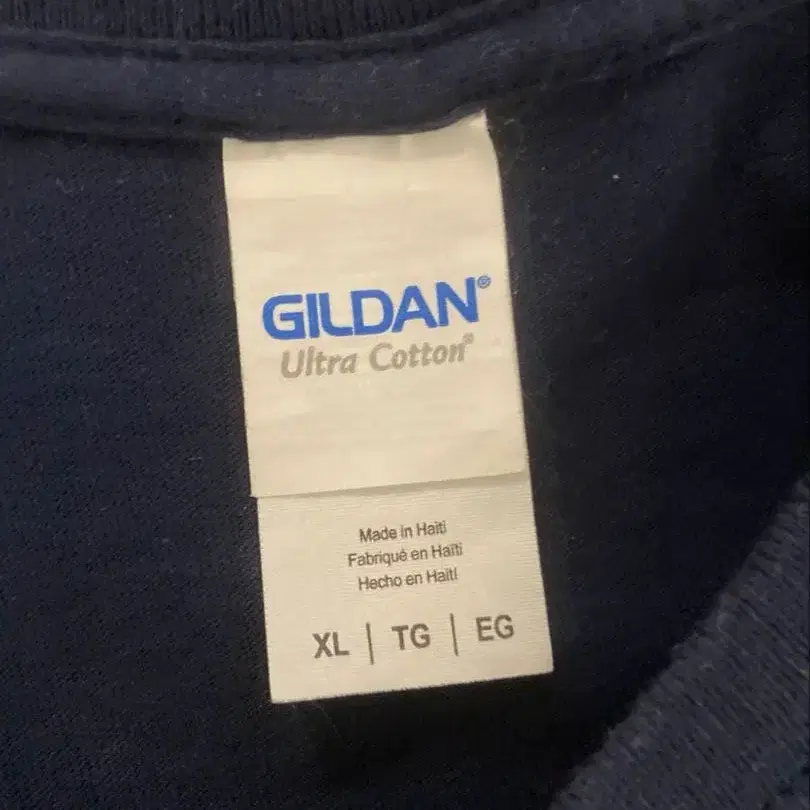 GILDAN®
Ultra Cotton®
Made in Haiti
Fabriqué en Haïti
Hecho en Haití
XL | TG | EG